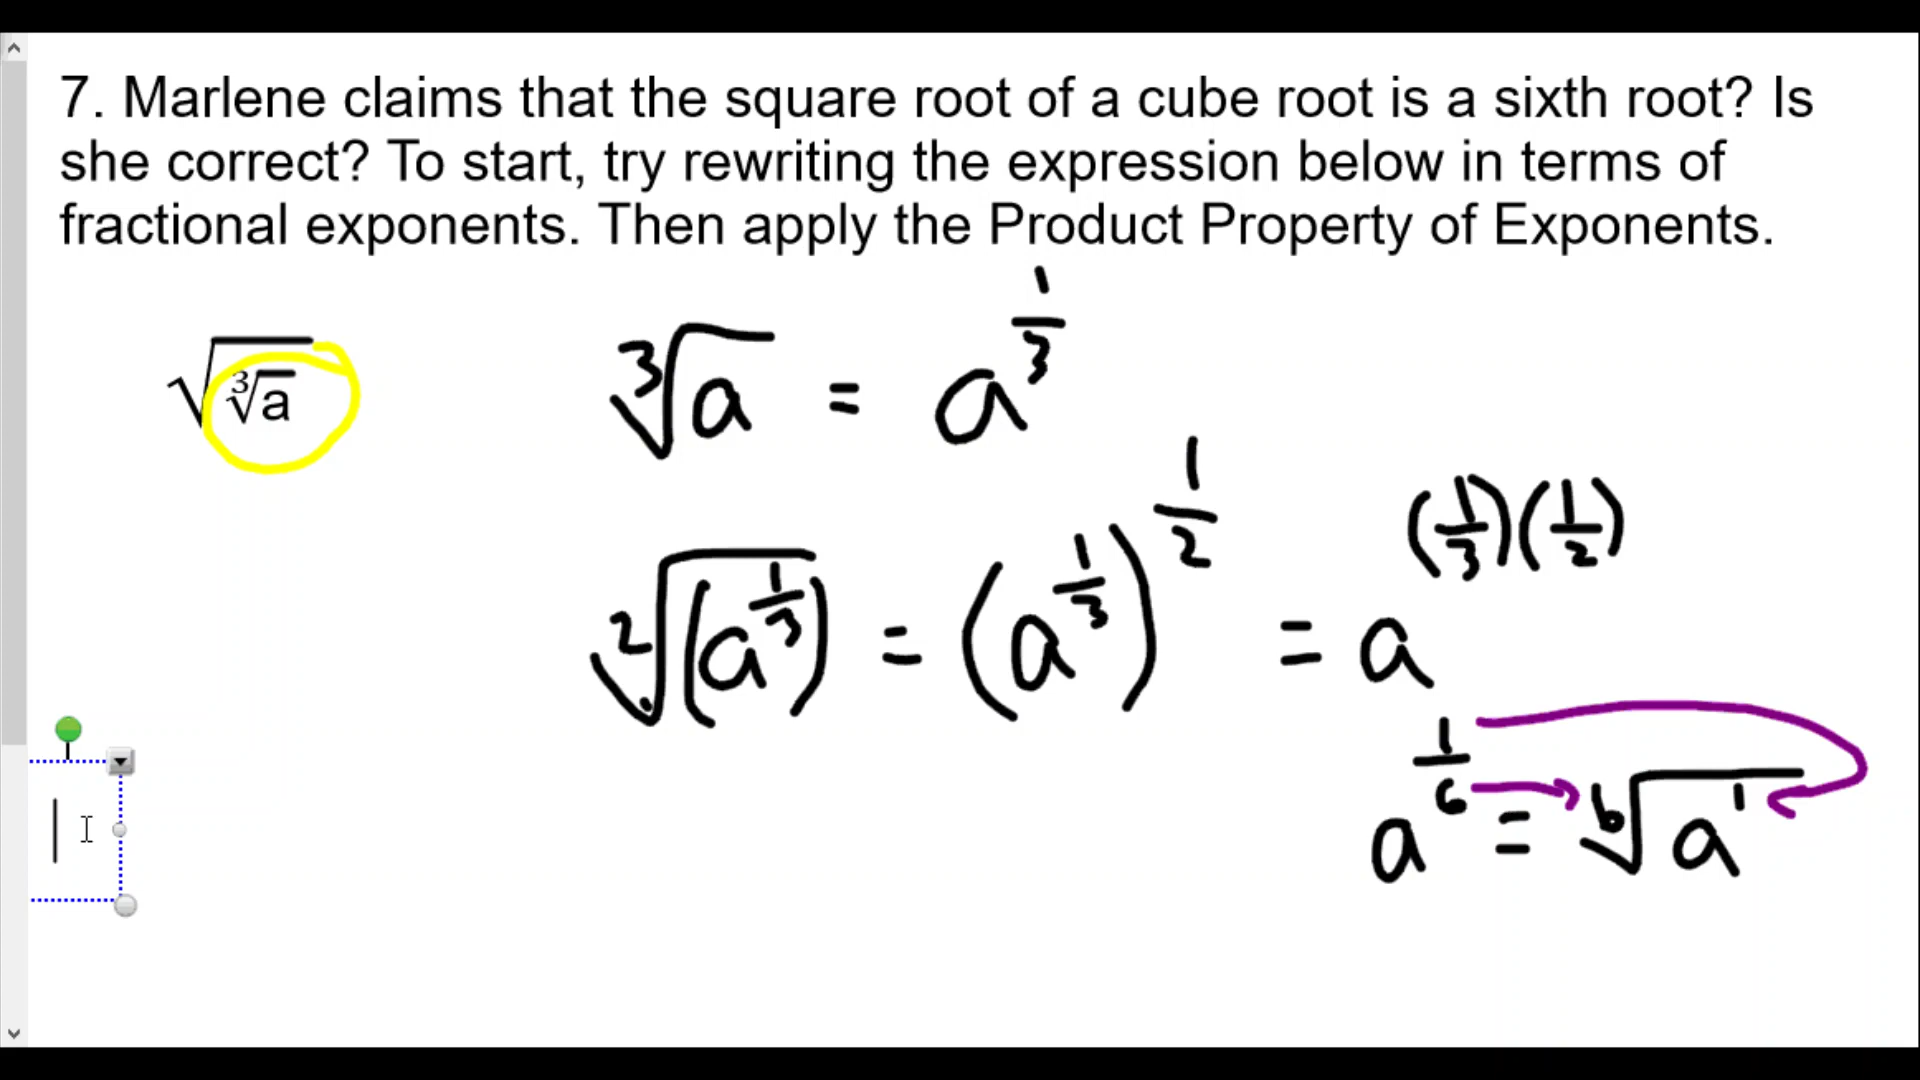 7. Marlene claims that the square root of a cube root is a sixth root? Is
she correct? To start, try rewriting the expression below in terms of
fractional exponents. Then apply the Product Property of Exponents.
√(∛a)
∛a = a^(1/3)
²√(a^(1/3)) = (a^(1/3))^(1/2) = a^((1/3)(1/2))
a^(1/6) = ⁶√(a^1)